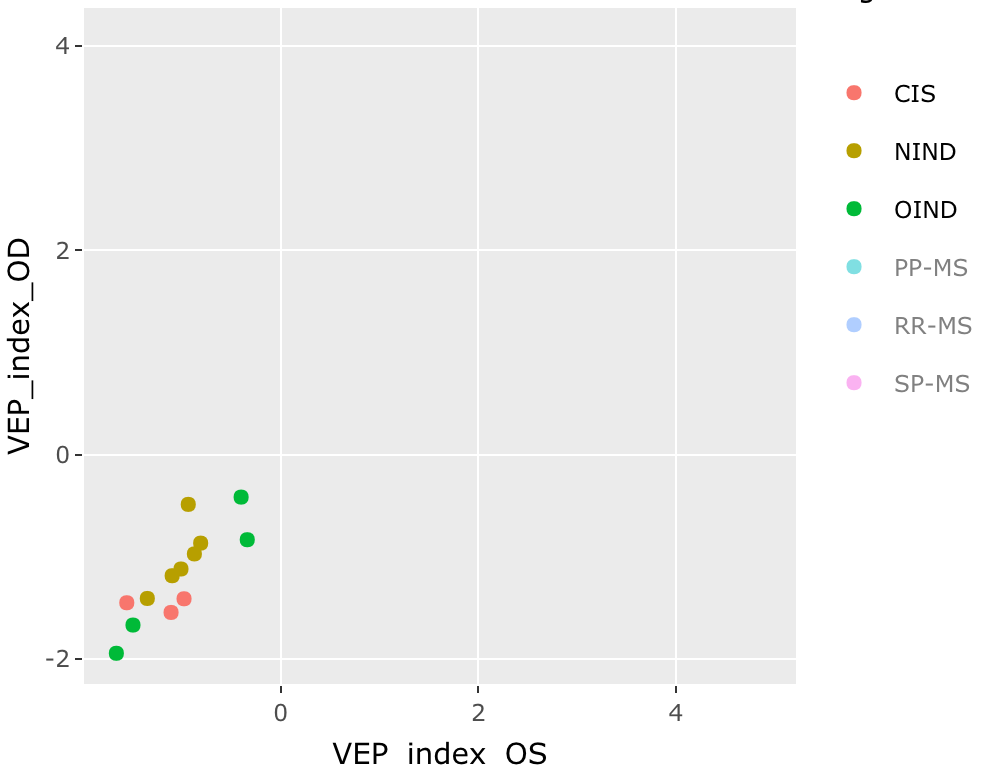 4
2
0
-2
VEP_index_OD
0
2
4
VEP_index_OS
CIS
NIND
OIND
PP-MS
RR-MS
SP-MS